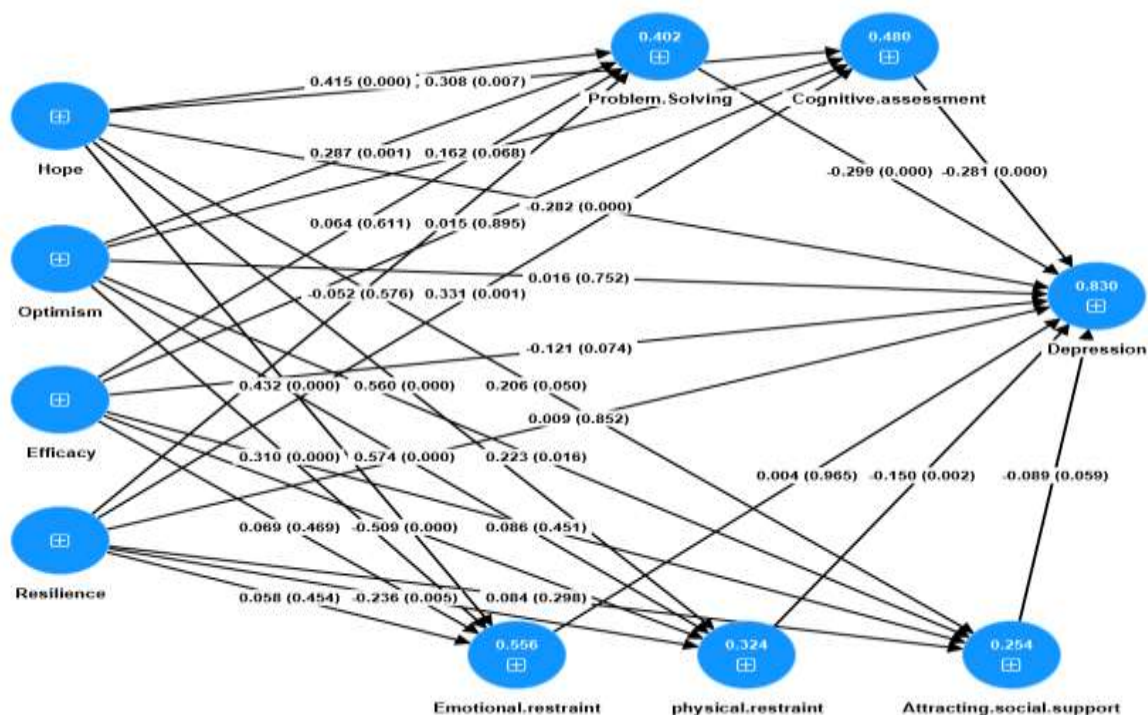 0.402
0.480
0.415 (0.000) 0.308 (0.007)
Problem.Solving
Cognitive.assessment
Hope
0.287 (0.001) 0.162 (0.068)
-0.299 (0.000) -0.281 (0.000)
-0.282 (0.000)
0.064 (0.611) 0.015 (0.895)
0.016 (0.752)
Optimism
-0.052 (0.576) 0.331 (0.001)
0.830
Depression
-0.121 (0.074)
0.432 (0.000) 0.560 (0.000) 0.206 (0.050)
0.009 (0.852)
Efficacy
0.310 (0.000) 0.574 (0.000) 0.223 (0.016)
0.004 (0.965) -0.150 (0.002) -0.089 (0.059)
0.069 (0.469) -0.509 (0.000) 0.086 (0.451)
Resilience
0.058 (0.454) -0.236 (0.005) 0.084 (0.298)
0.556
0.324
0.254
Emotional.restraint
physical.restraint
Attracting.social.support